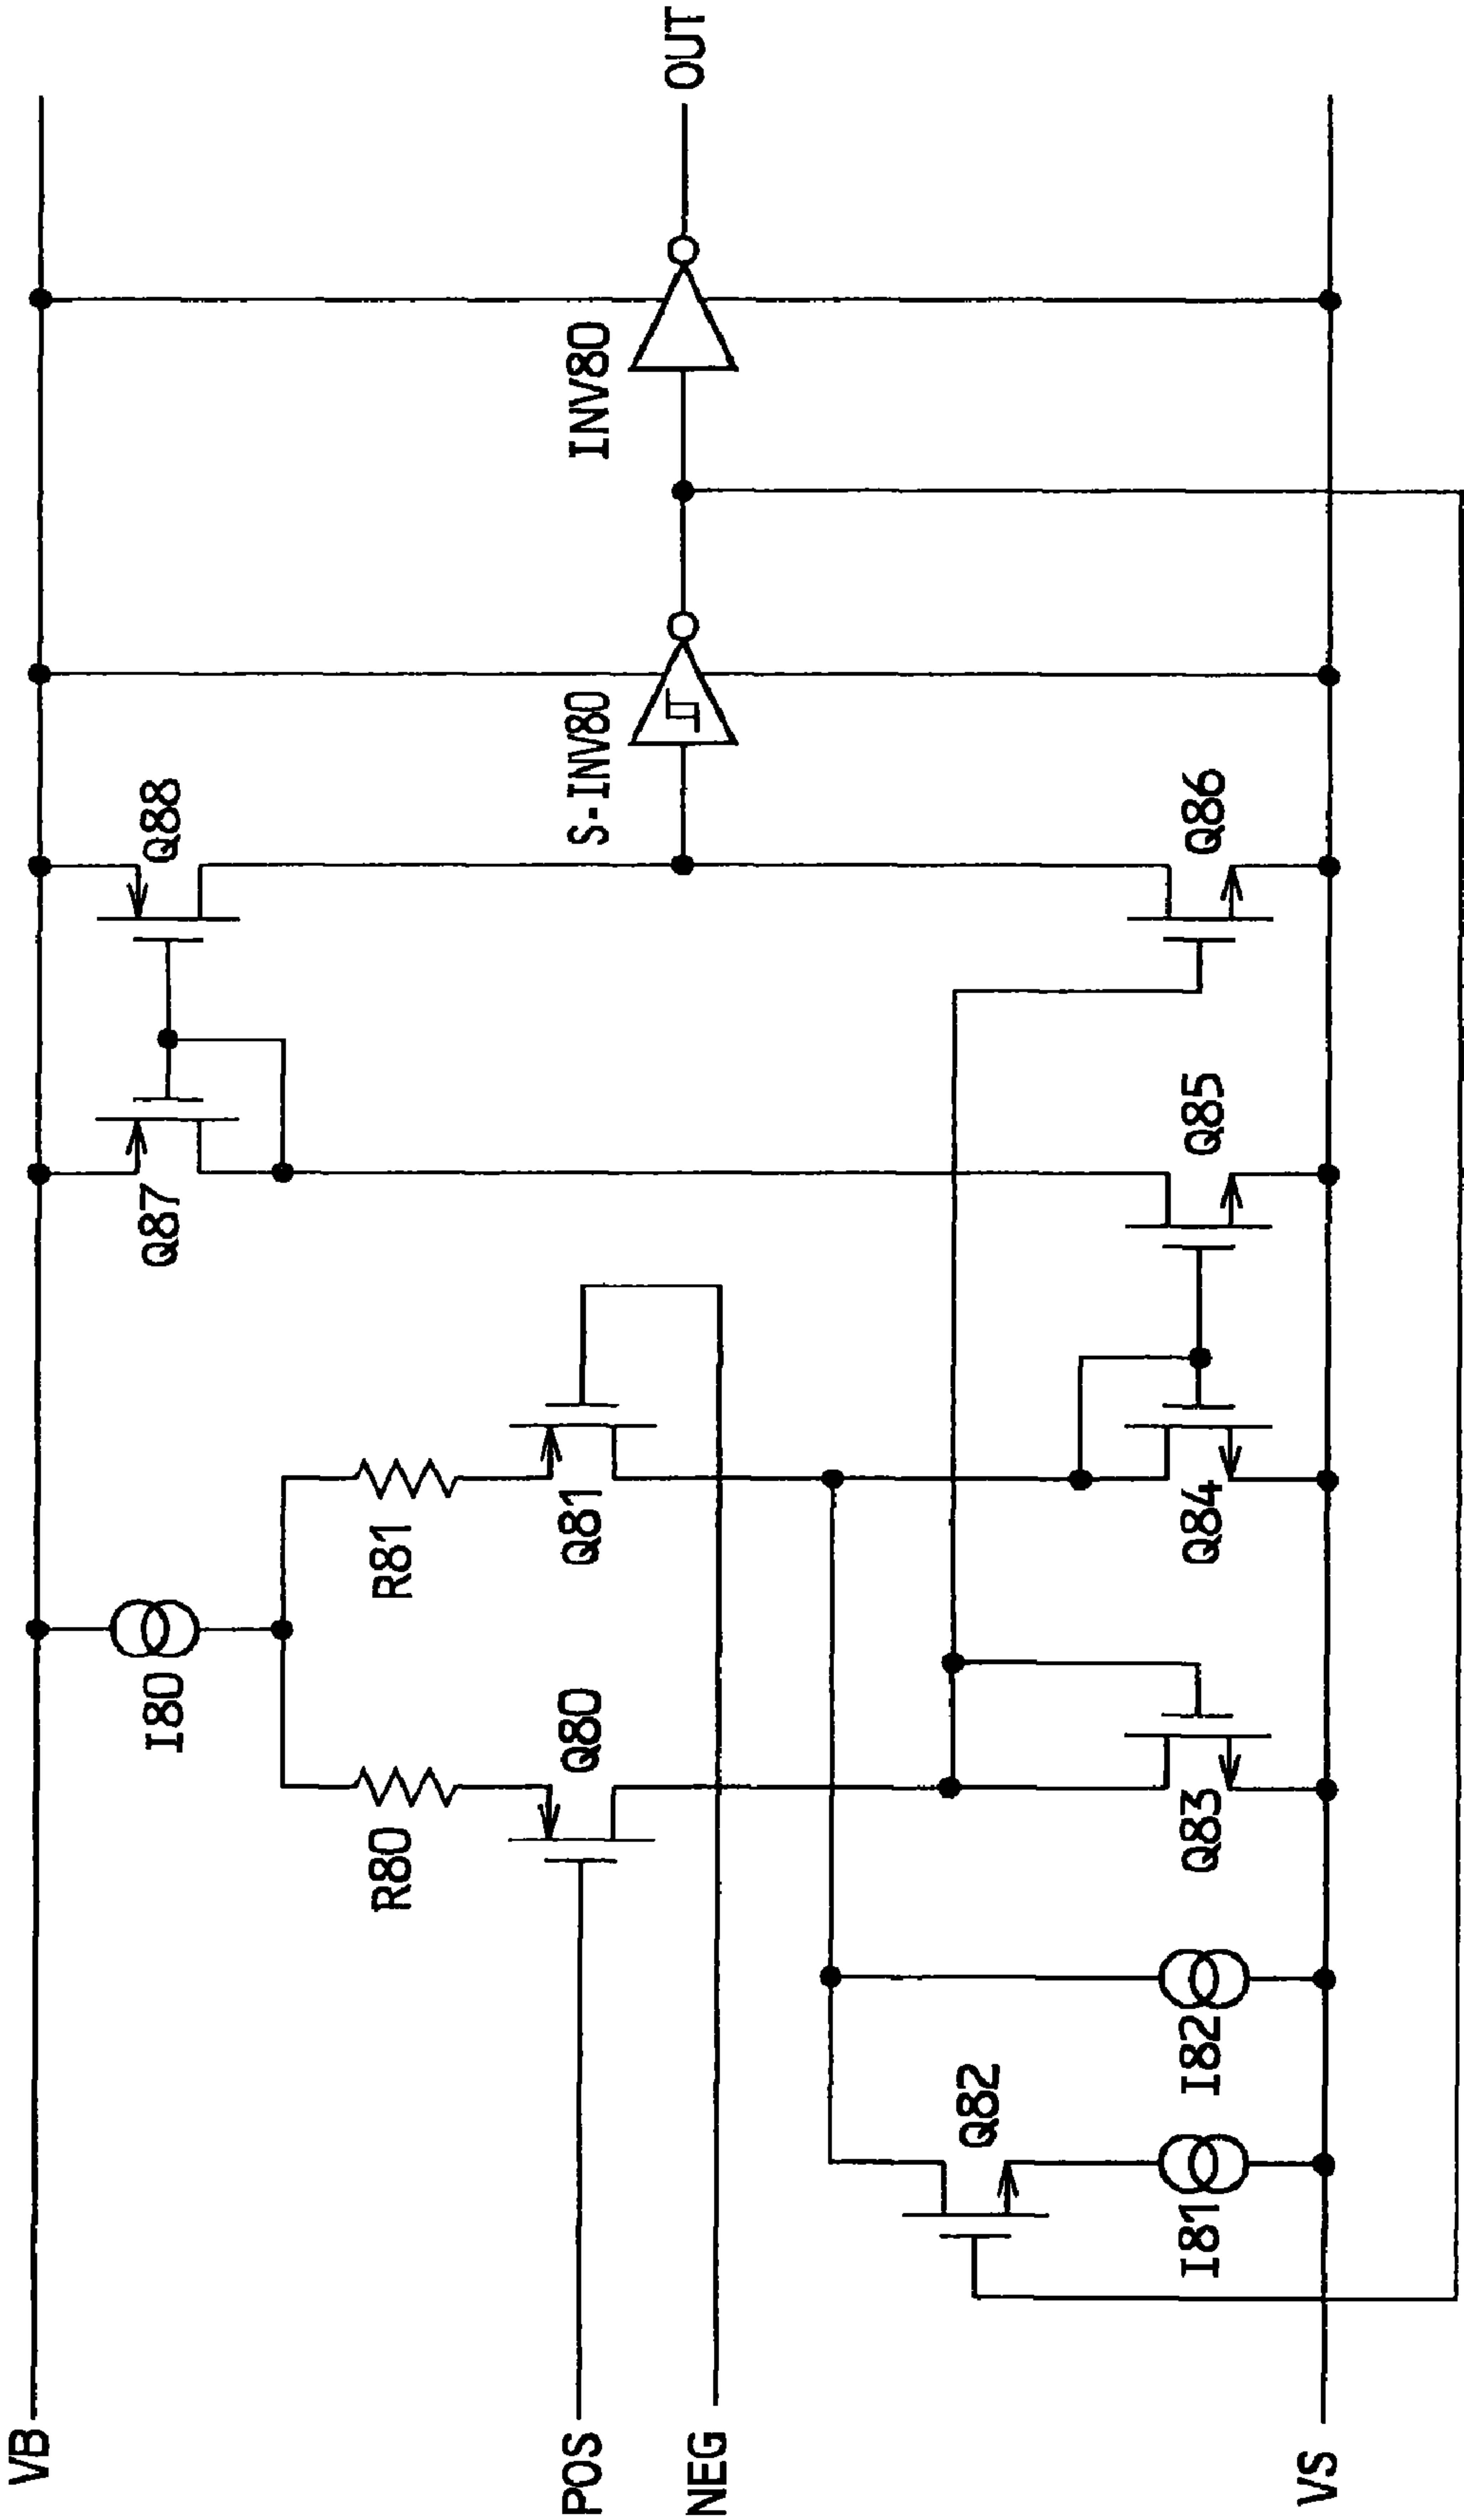 VB
POS
NEG
VS
I80
R80
R81
Q80
Q81
Q82
I81
I82
Q83
Q84
Q85
Q86
Q87
Q88
S-INV80
INV80
OUT